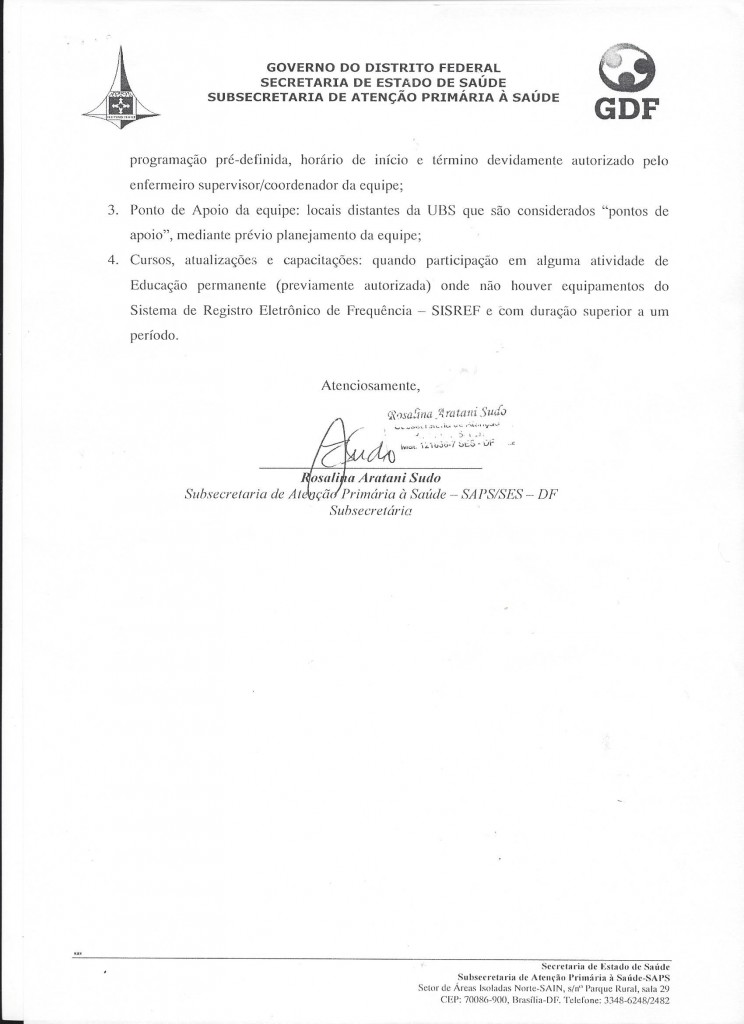 GOVERNO DO DISTRITO FEDERAL
SECRETARIA DE ESTADO DE SAÚDE
SUBSECRETARIA DE ATENÇÃO PRIMÁRIA À SAÚDE
GDF
programação pré-definida, horário de início e término devidamente autorizado pelo
enfermeiro supervisor/coordenador da equipe;
3. Ponto de Apoio da equipe: locais distantes da UBS que são considerados “pontos de
apoio”, mediante prévio planejamento da equipe;
4. Cursos, atualizações e capacitações: quando participação em alguma atividade de
Educação permanente (previamente autorizada) onde não houver equipamentos do
Sistema de Registro Eletrônico de Frequência – SISREF e com duração superior a um
período.
Atenciosamente,
Rosalina Aratani Sudo
SES - DF
Sudo
Rosalina Aratani Sudo
Subsecretaria de Atenção Primária à Saúde – SAPS/SES – DF
Subsecretária
Secretaria de Estado de Saúde
Subsecretaria de Atenção Primária à Saúde-SAPS
Setor de Áreas Isoladas Norte-SAIN, s/nº Parque Rural, sala 29
CEP: 70086-900, Brasília-DF. Telefone: 3348-6248/2482